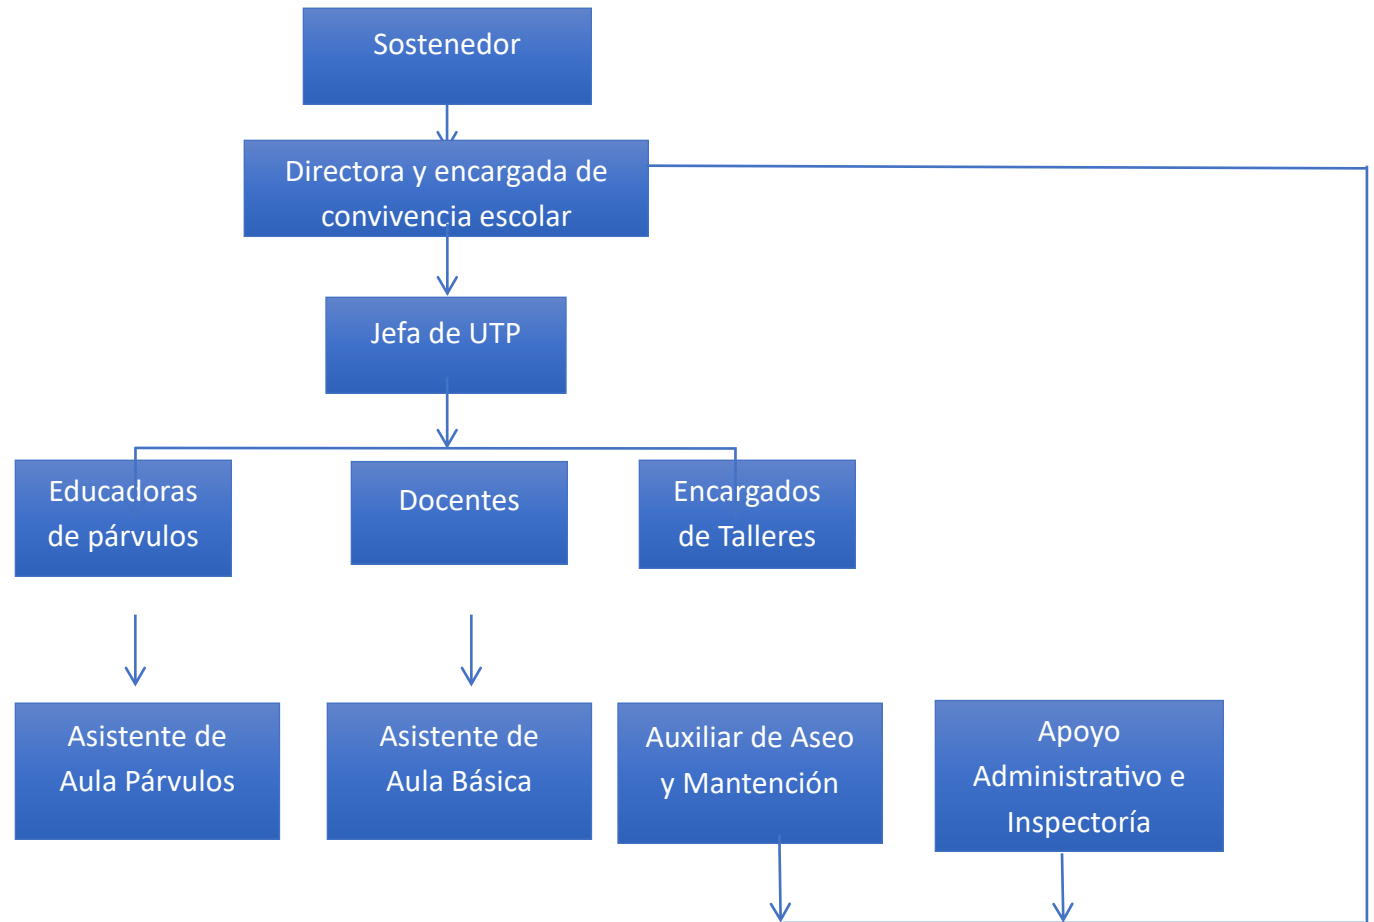 Sostenedor
Directora y encargada de
convivencia escolar
Jefa de UTP
Educadoras
de párvulos
Docentes
Encargados
de Talleres
Asistente de
Aula Párvulos
Asistente de
Aula Básica
Auxiliar de Aseo
y Mantención
Apoyo
Administrativo e
Inspectoría